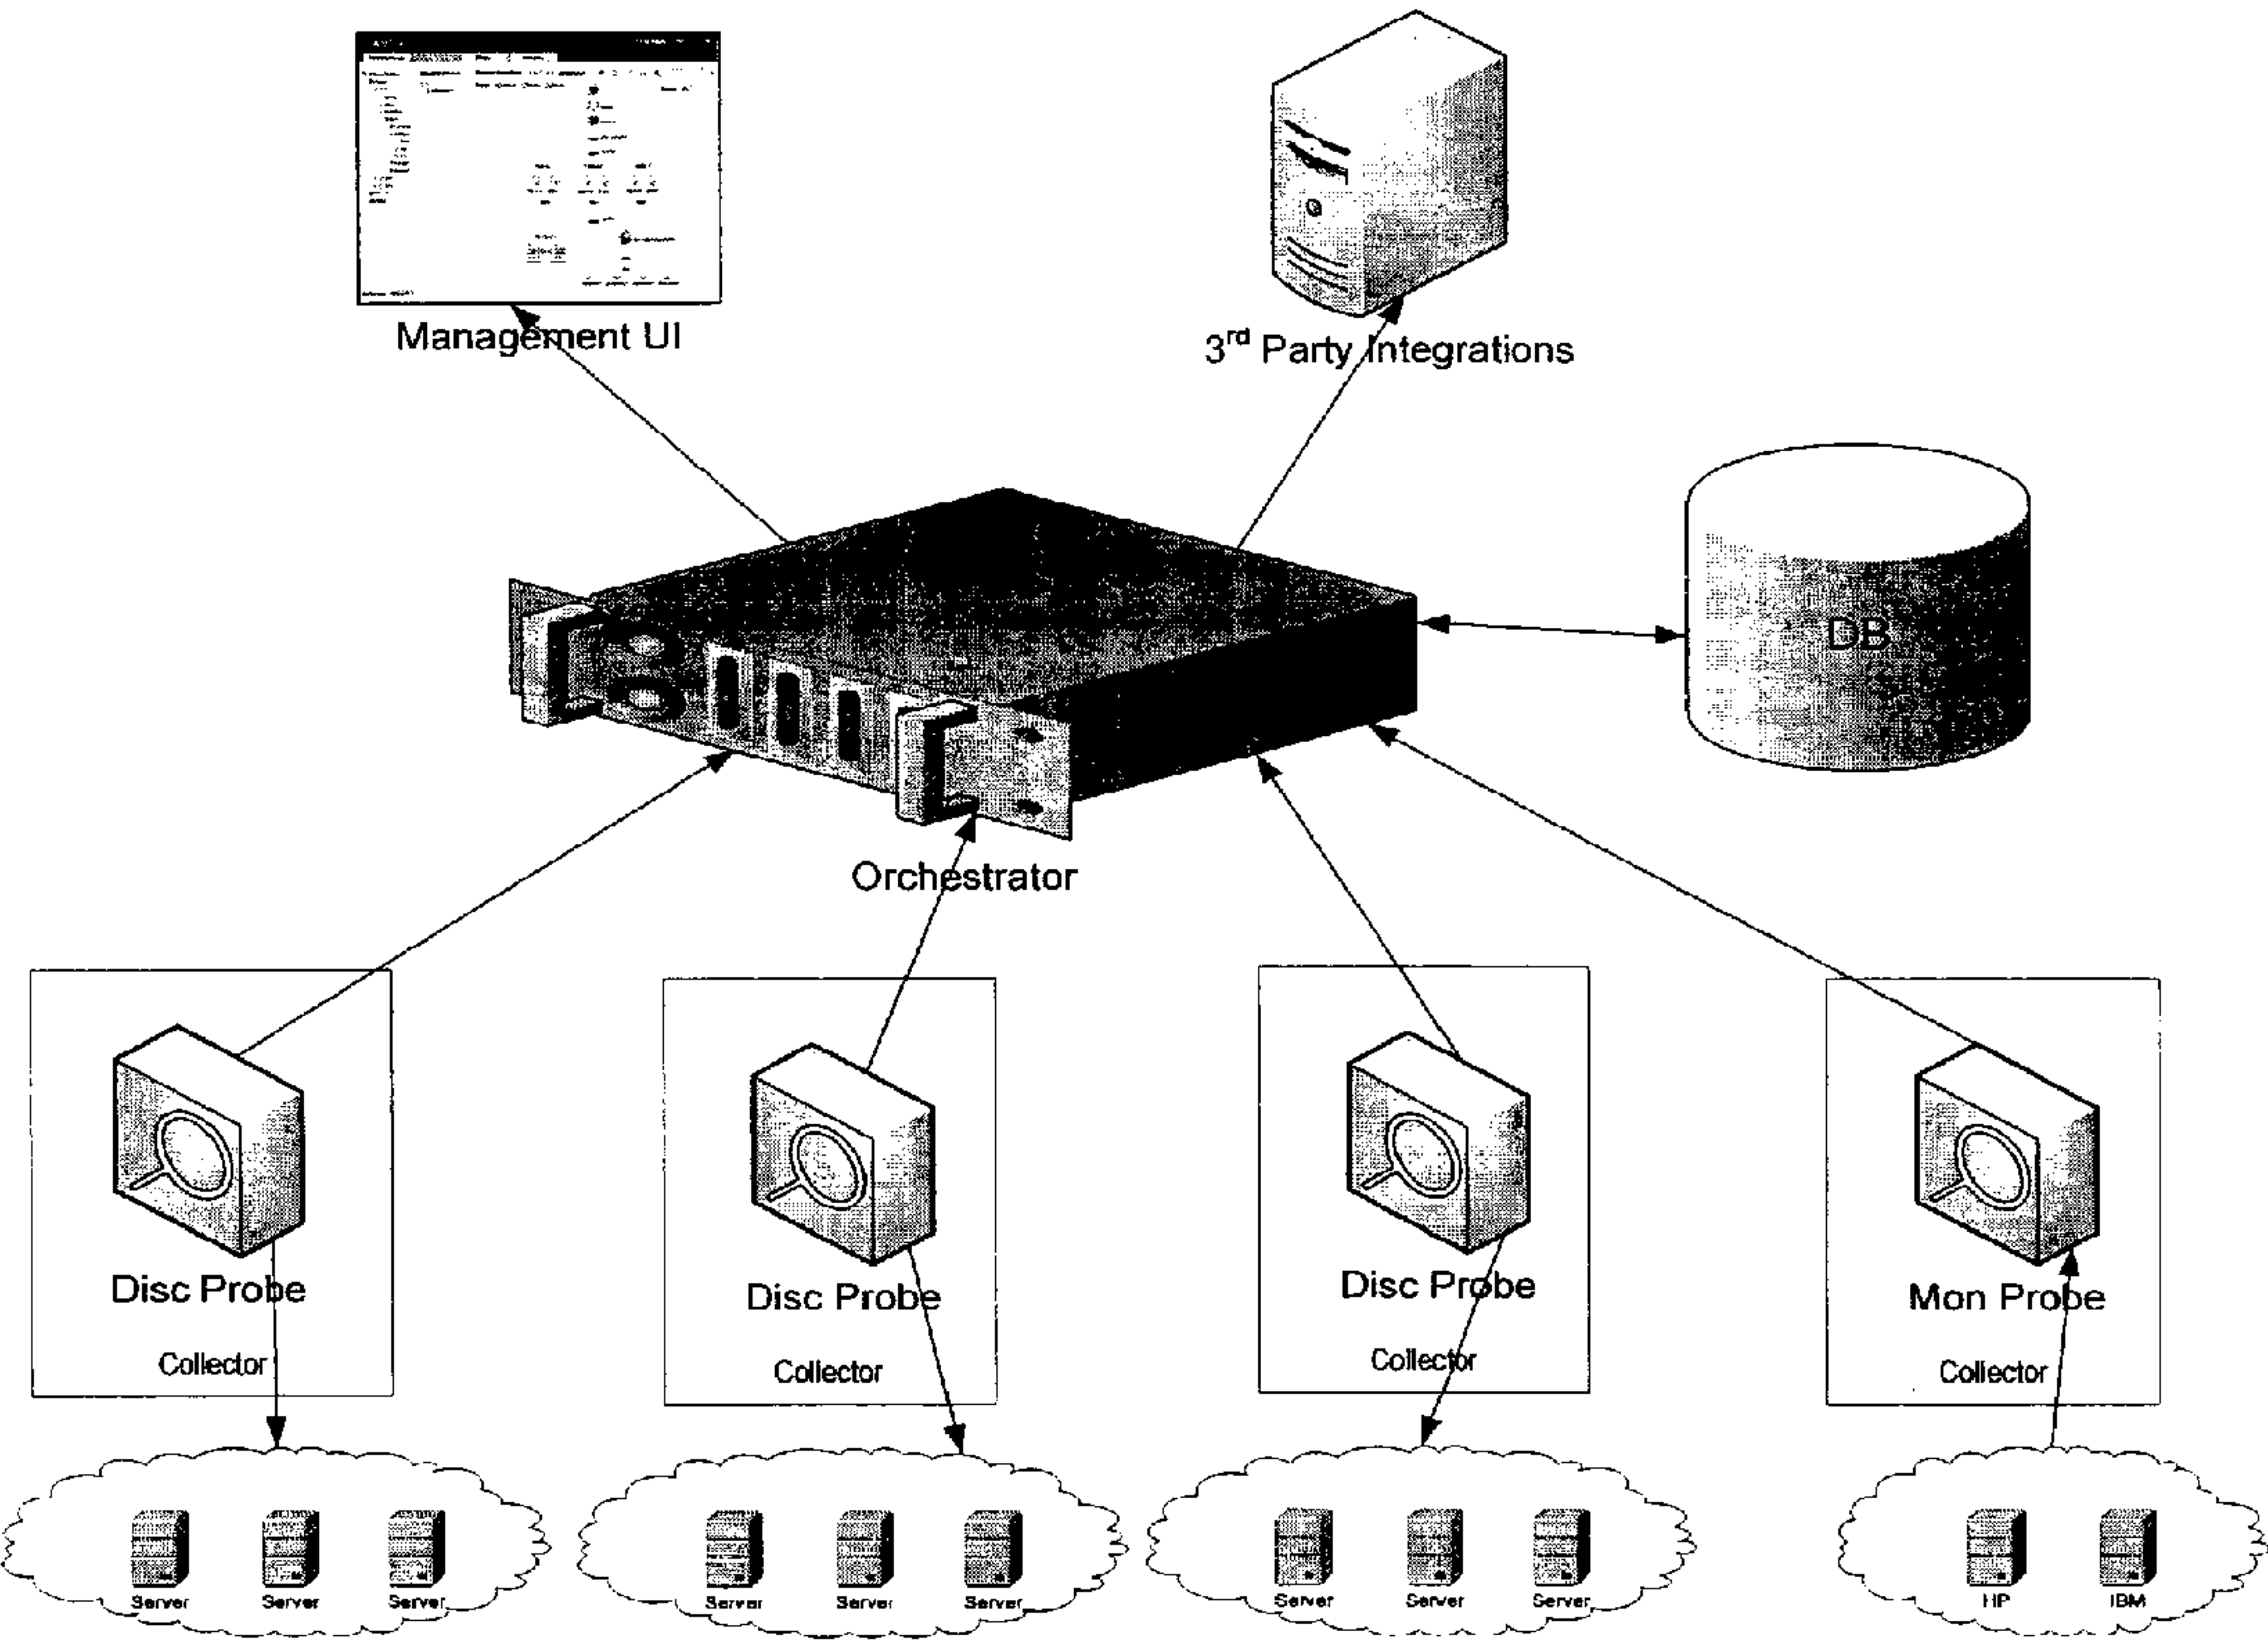 Management UI
3rd Party Integrations
DB
Orchestrator
Disc Probe
Collector
Disc Probe
Collector
Disc Probe
Collector
Mon Probe
Collector
Server
Server
Server
Server
Server
Server
Server
Server
Server
HP
IBM